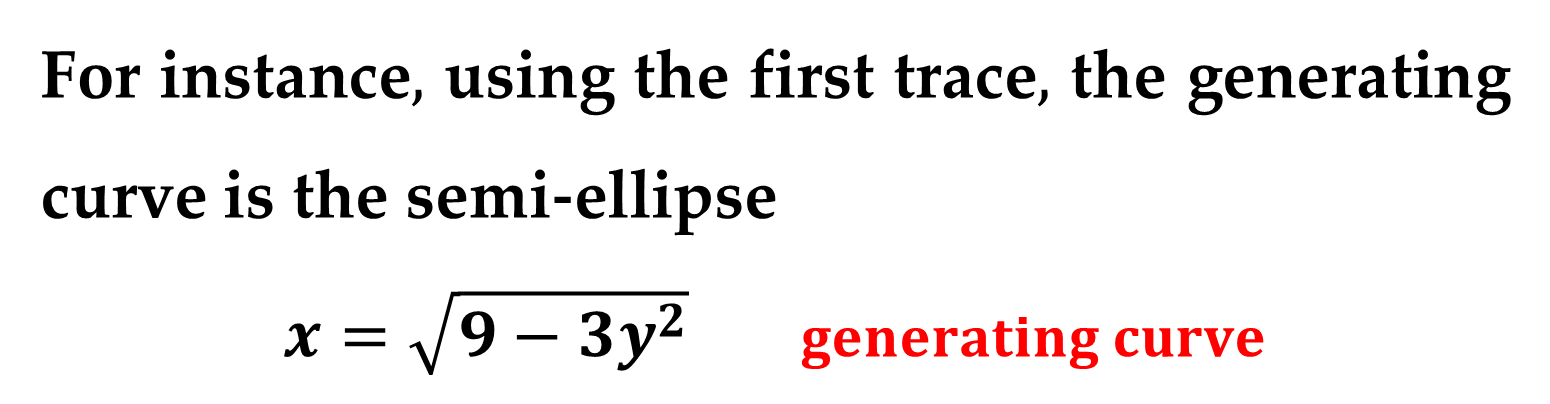 For instance, using the first trace, the generating
curve is the semi-ellipse
x = √(9 − 3y²) generating curve